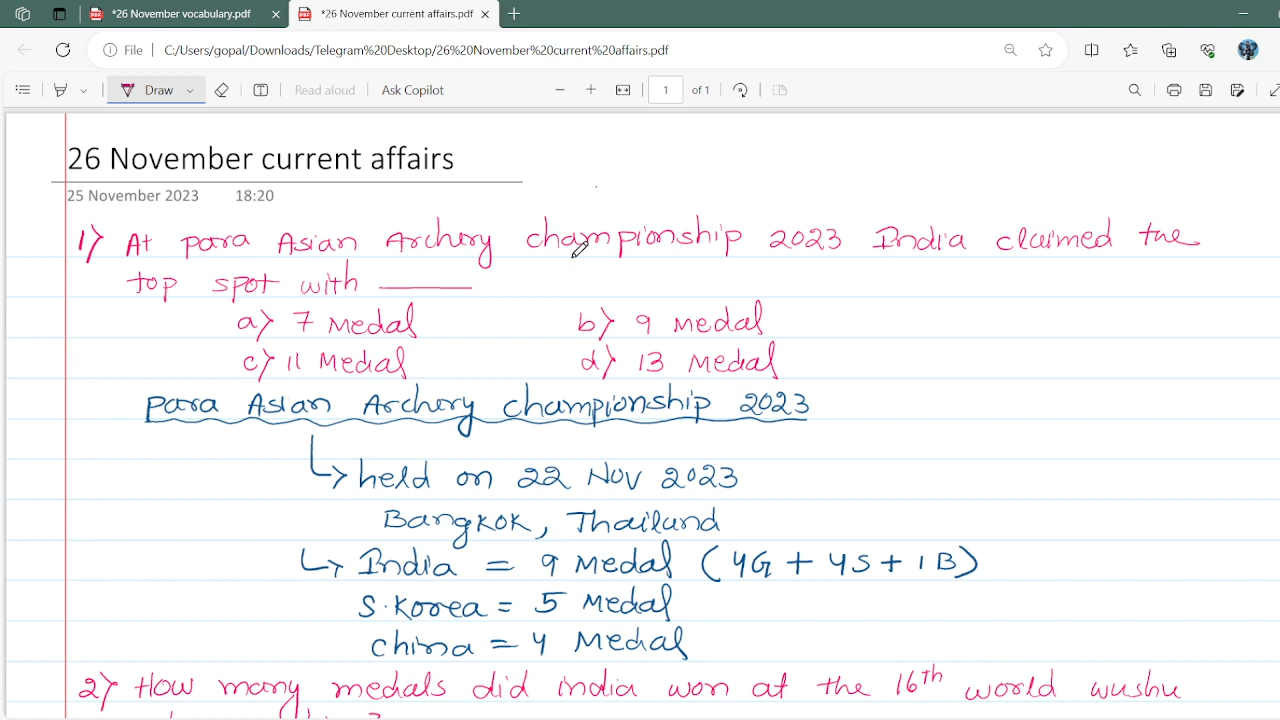 *26 November vocabulary.pdf
*26 November current affairs.pdf
File C:/Users/gopal/Downloads/Telegram%20Desktop/26%20November%20current%20affairs.pdf
Draw Read aloud Ask Copilot 1 of 1
26 November current affairs
25 November 2023 18:20
1) At para Asian Archery championship 2023 India claimed the
top spot with ______
a) 7 Medal b) 9 Medal
c) 11 Medal d) 13 Medal
Para Asian Archery championship 2023
held on 22 Nov 2023
Bangkok, Thailand
India = 9 Medal (4G + 4S + 1B)
S.Korea = 5 Medal
China = 4 Medal
2) How many medals did india won at the 16th world wushu